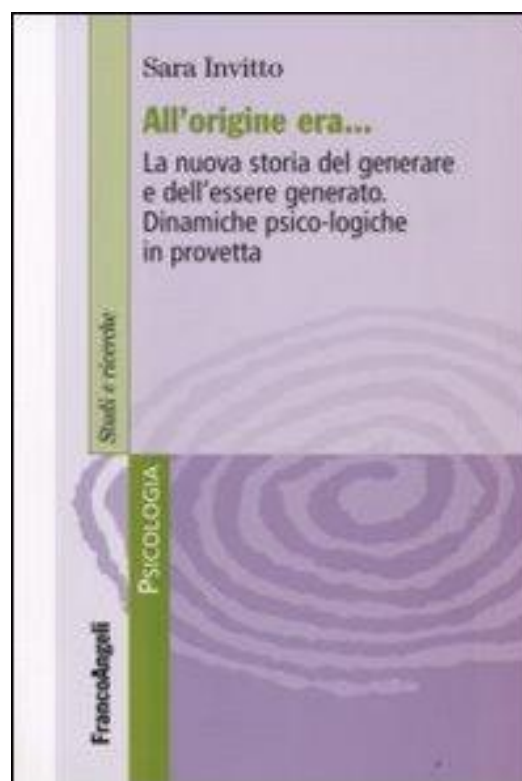 Sara Invitto
All'origine era...
La nuova storia del generare
e dell'essere generato.
Dinamiche psico-logiche
in provetta
Studi e ricerche
PSICOLOGIA
FrancoAngeli